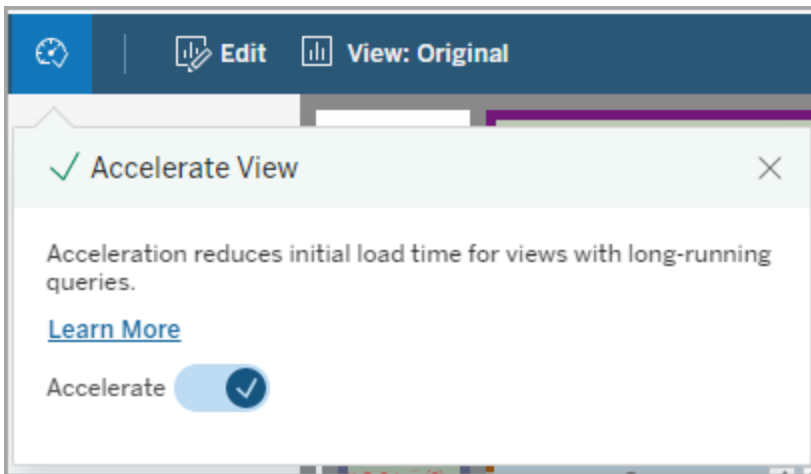 Edit
View: Original
Accelerate View
Acceleration reduces initial load time for views with long-running
queries.
Learn More
Accelerate